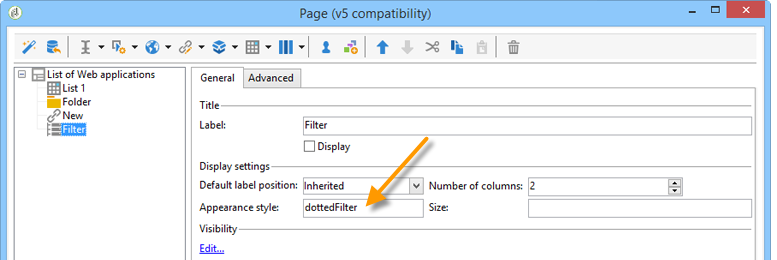 Page (v5 compatibility)
List of Web applications
List 1
Folder
New
Filter
General Advanced
Title
Label: Filter
Display
Display settings
Default label position: Inherited Number of columns: 2
Appearance style: dottedFilter Size:
Visibility
Edit...